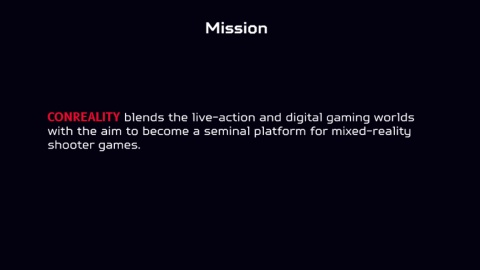 Mission
CONREALITY blends the live-action and digital gaming worlds
with the aim to become a seminal platform for mixed-reality
shooter games.